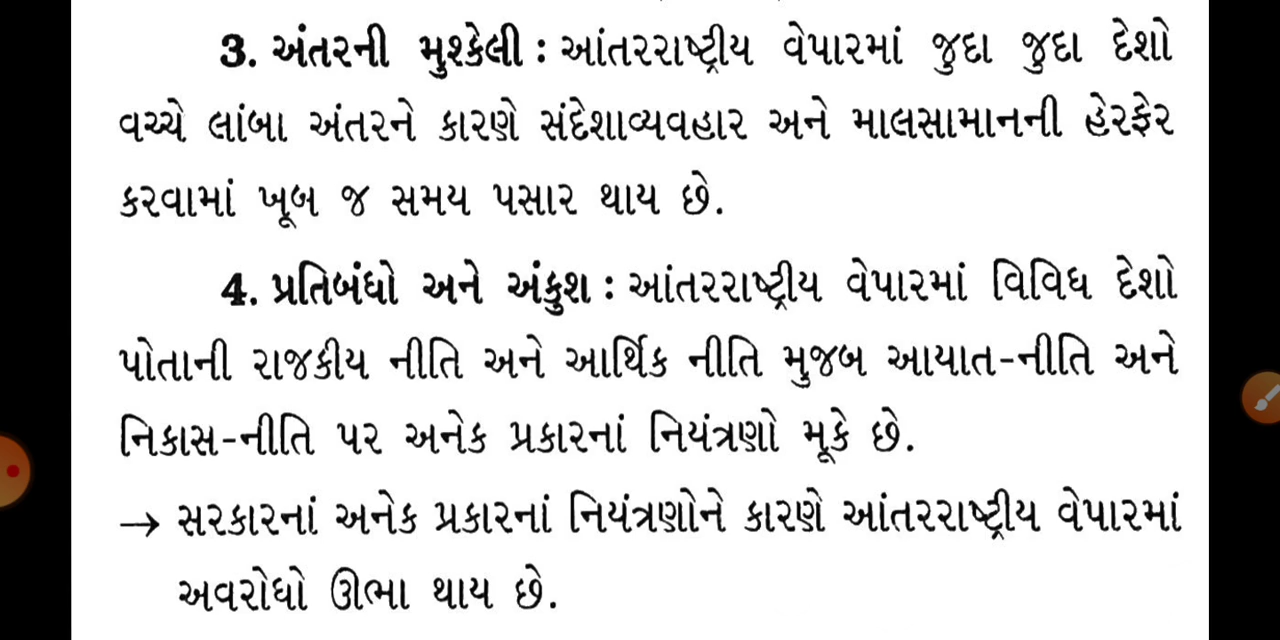 3. અંતરની મુશ્કેલી : આંતરરાષ્ટ્રીય વેપારમાં જુદા જુદા દેશો
વચ્ચે લાંબા અંતરને કારણે સંદેશાવ્યવહાર અને માલસામાનની હેરફેર
કરવામાં ખૂબ જ સમય પસાર થાય છે.
4. પ્રતિબંધો અને અંકુશ : આંતરરાષ્ટ્રીય વેપારમાં વિવિધ દેશો
પોતાની રાજકીય નીતિ અને આર્થિક નીતિ મુજબ આયાત-નીતિ અને
નિકાસ-નીતિ પર અનેક પ્રકારનાં નિયંત્રણો મૂકે છે.
→ સરકારનાં અનેક પ્રકારનાં નિયંત્રણોને કારણે આંતરરાષ્ટ્રીય વેપારમાં
અવરોધો ઊભા થાય છે.